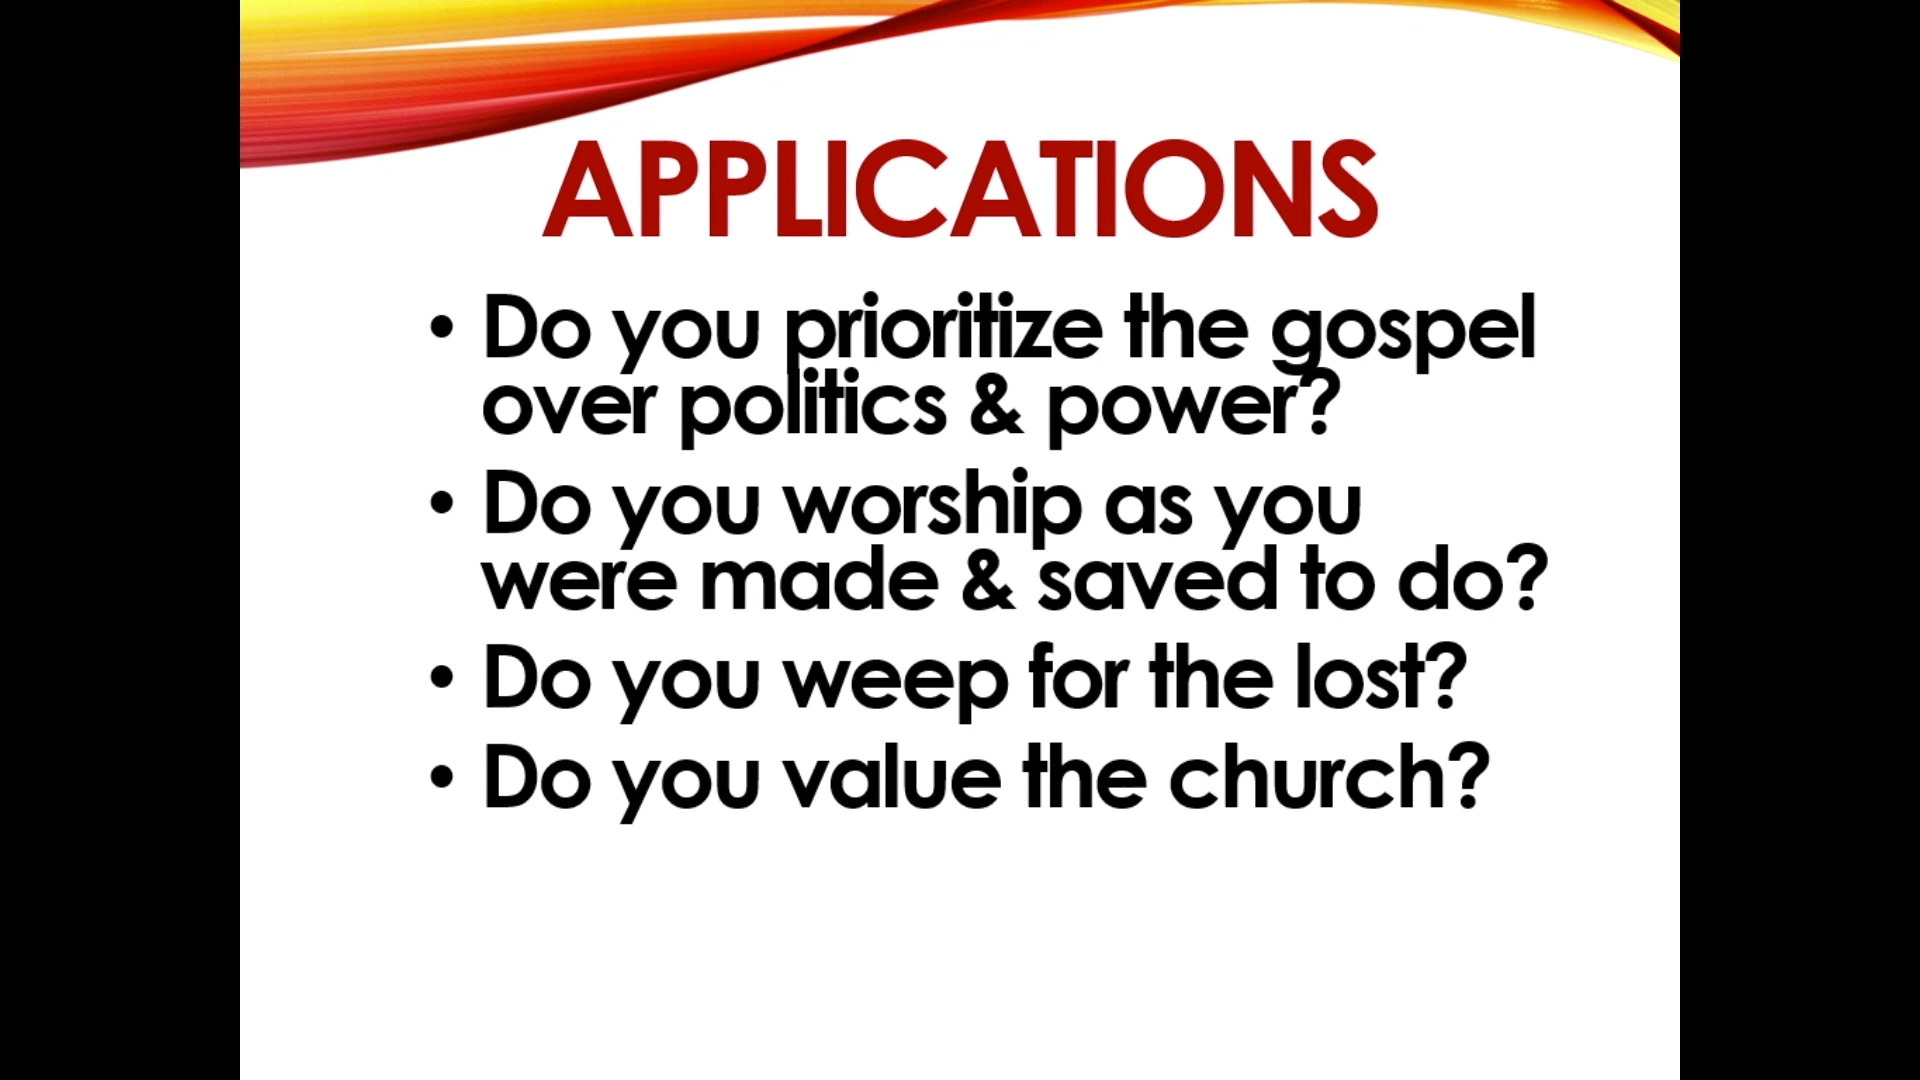 APPLICATIONS
• Do you prioritize the gospel
over politics & power?
• Do you worship as you
were made & saved to do?
• Do you weep for the lost?
• Do you value the church?